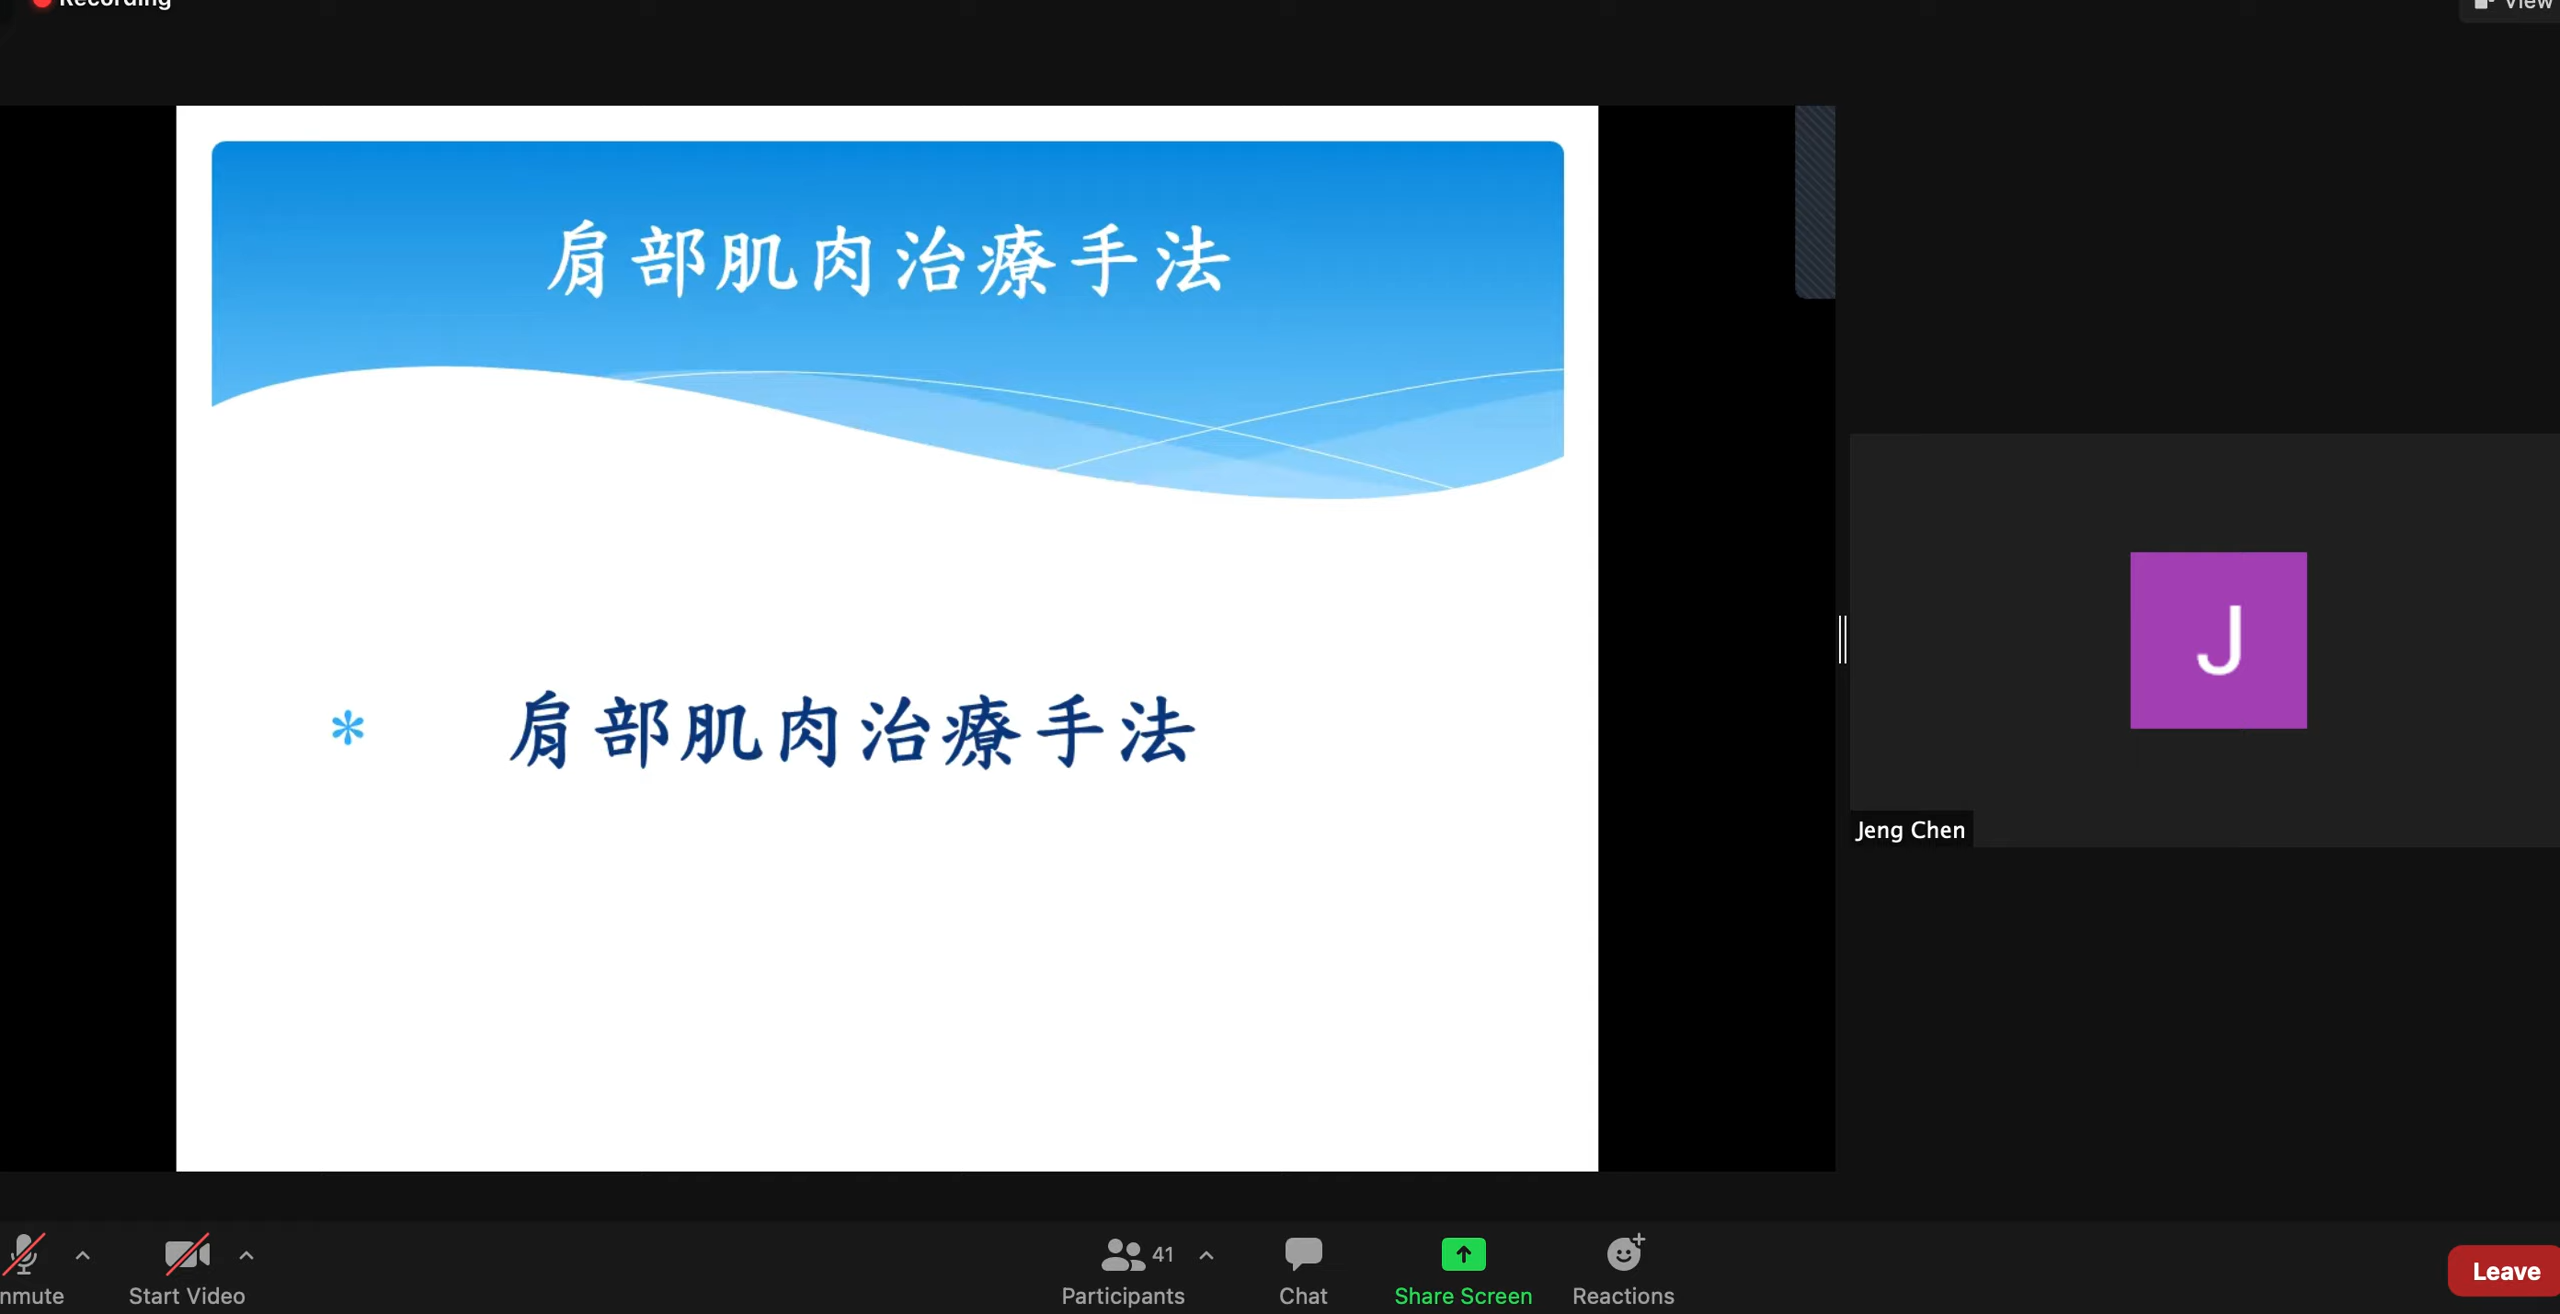 Recording
View
肩部肌肉治療手法
* 肩部肌肉治療手法
J
Jeng Chen
nmute
Start Video
41
Participants
Chat
Share Screen
Reactions
Leave